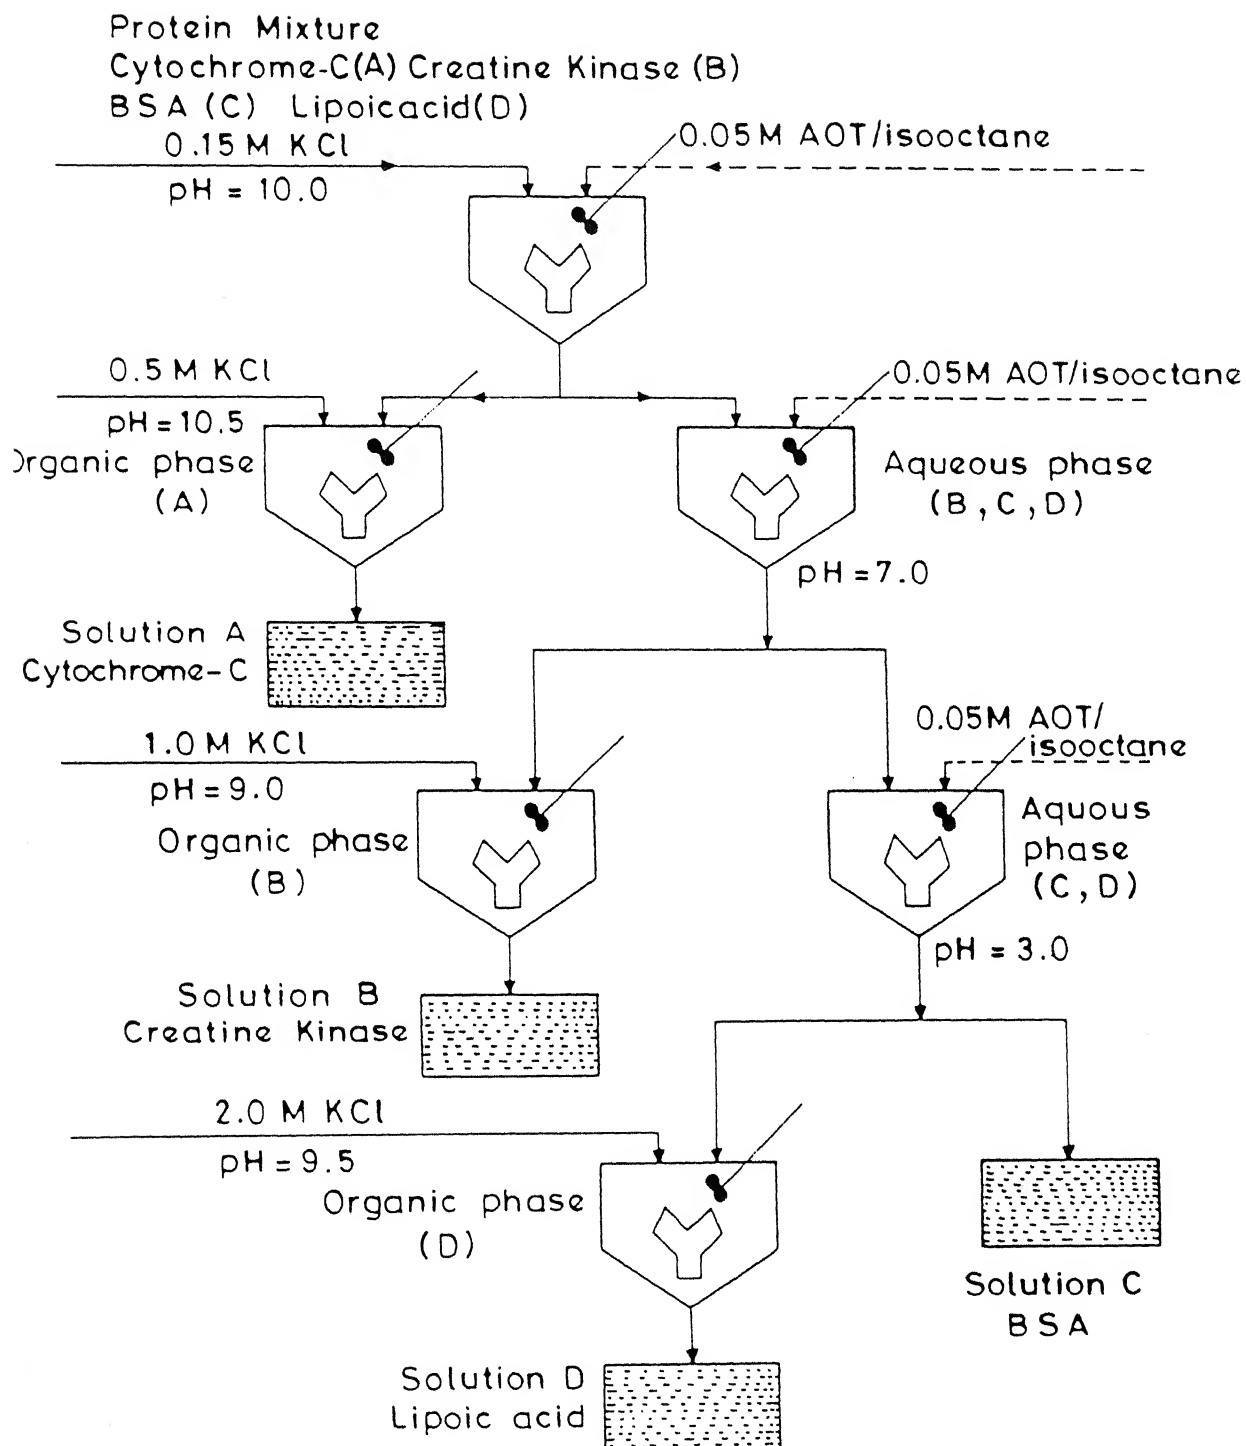 Protein Mixture
Cytochrome-C(A) Creatine Kinase (B)
BSA (C) Lipoicacid(D)
0.15 M KCl
pH = 10.0
0.05M AOT/isooctane
0.5 M KCl
pH = 10.5
Organic phase
(A)
0.05M AOT/isooctane
Aqueous phase
(B, C, D)
pH = 7.0
Solution A
Cytochrome-C
1.0 M KCl
pH = 9.0
Organic phase
(B)
0.05M AOT/
isooctane
Aquous
phase
(C, D)
pH = 3.0
Solution B
Creatine Kinase
2.0 M KCl
pH = 9.5
Organic phase
(D)
Solution C
BSA
Solution D
Lipoic acid